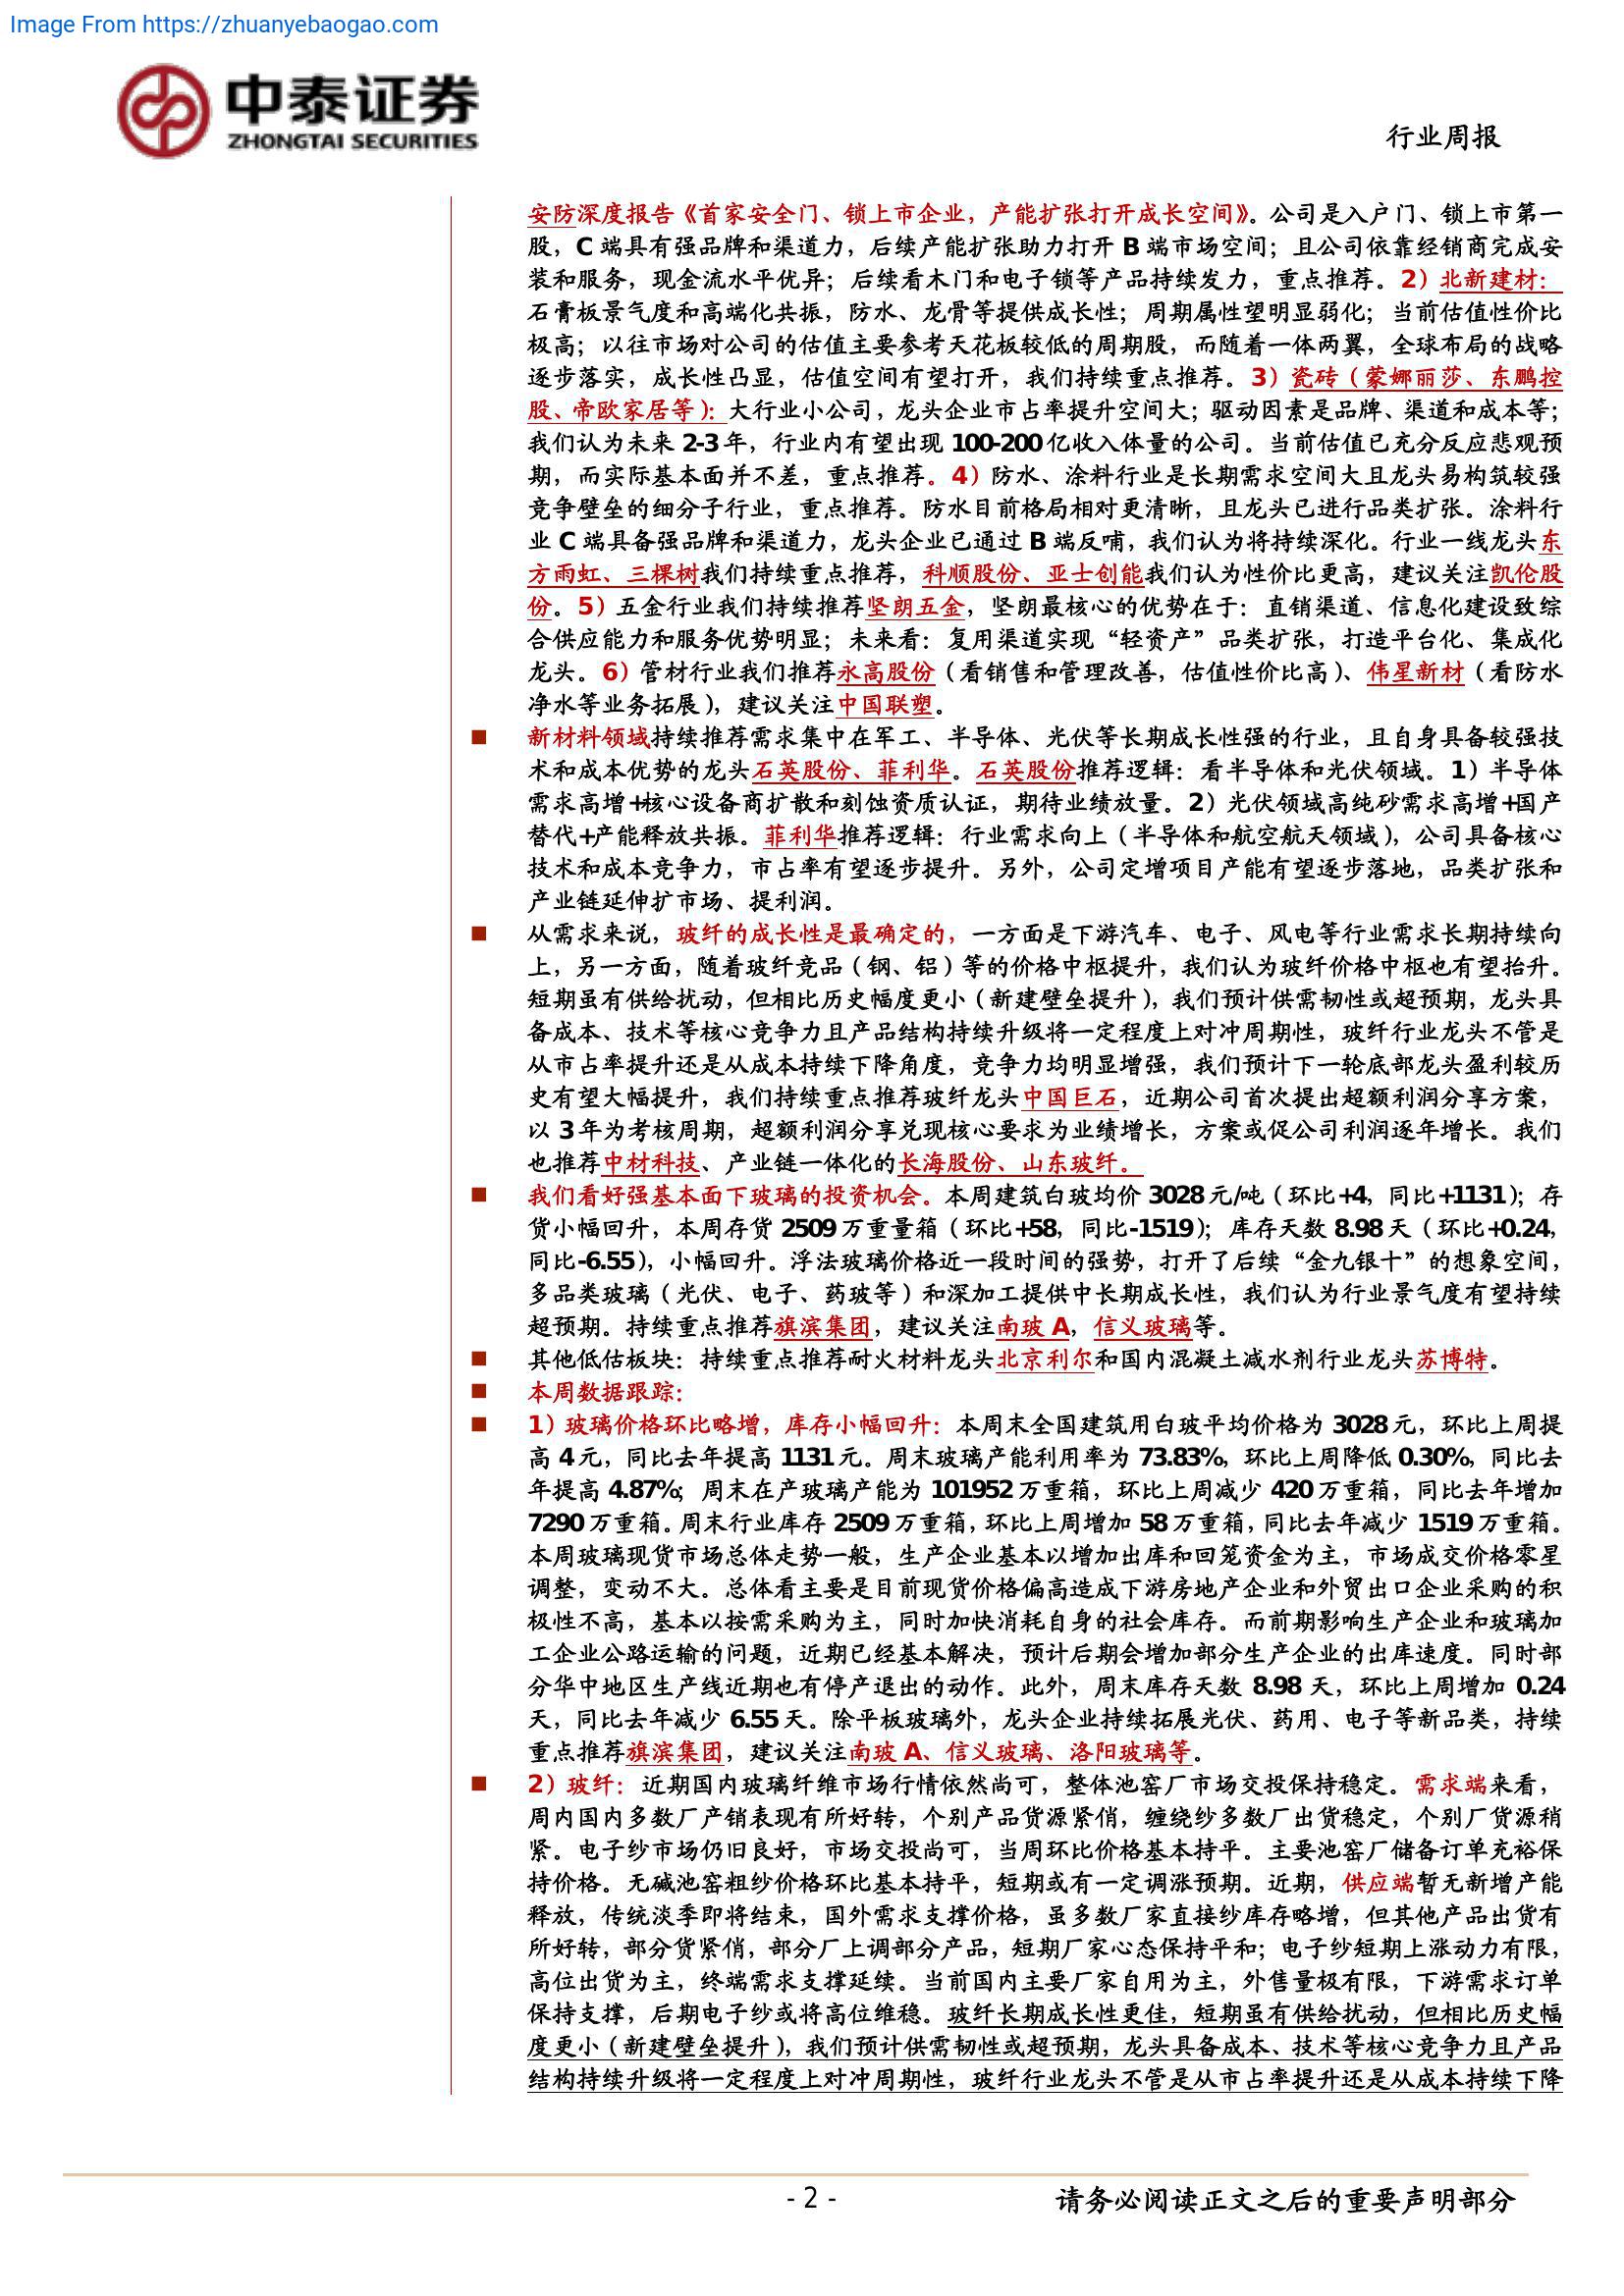 Image From https://zhuanyebaogao.com
中泰证券
ZHONGTAI SECURITIES
行业周报
安防深度报告《首家安全门、锁上市企业，产能扩张打开成长空间》。公司是入户门、锁上市第一
股，C 端具有强品牌和渠道力，后续产能扩张助力打开 B 端市场空间；且公司依靠经销商完成安
装和服务，现金流水平优异；后续看木门和电子锁等产品持续发力，重点推荐。2）北新建材：
石膏板景气度和高端化共振，防水、龙骨等提供成长性；周期属性望明显弱化；当前估值性价比
极高；以往市场对公司的估值主要参考天花板较低的周期股，而随着一体两翼，全球布局的战略
逐步落实，成长性凸显，估值空间有望打开，我们持续重点推荐。3）瓷砖（蒙娜丽莎、东鹏控
股、帝欧家居等）：大行业小公司，龙头企业市占率提升空间大；驱动因素是品牌、渠道和成本等；
我们认为未来 2-3 年，行业内有望出现 100-200 亿收入体量的公司。当前估值已充分反应悲观预
期，而实际基本面并不差，重点推荐。4）防水、涂料行业是长期需求空间大且龙头易构筑较强
竞争壁垒的细分子行业，重点推荐。防水目前格局相对更清晰，且龙头已进行品类扩张。涂料行
业 C 端具备强品牌和渠道力，龙头企业已通过 B 端反哺，我们认为将持续深化。行业一线龙头东
方雨虹、三棵树我们持续重点推荐，科顺股份、亚士创能我们认为性价比更高，建议关注凯伦股
份。5）五金行业我们持续推荐坚朗五金，坚朗最核心的优势在于：直销渠道、信息化建设致综
合供应能力和服务优势明显；未来看：复用渠道实现“轻资产”品类扩张，打造平台化、集成化
龙头。6）管材行业我们推荐永高股份（看销售和管理改善，估值性价比高）、伟星新材（看防水
净水等业务拓展），建议关注中国联塑。
■ 新材料领域持续推荐需求集中在军工、半导体、光伏等长期成长性强的行业，且自身具备较强技
术和成本优势的龙头石英股份、菲利华。石英股份推荐逻辑：看半导体和光伏领域。1）半导体
需求高增+核心设备商扩散和刻蚀资质认证，期待业绩放量。2）光伏领域高纯砂需求高增+国产
替代+产能释放共振。菲利华推荐逻辑：行业需求向上（半导体和航空航天领域），公司具备核心
技术和成本竞争力，市占率有望逐步提升。另外，公司定增项目产能有望逐步落地，品类扩张和
产业链延伸扩市场、提利润。
■ 从需求来说，玻纤的成长性是最确定的，一方面是下游汽车、电子、风电等行业需求长期持续向
上，另一方面，随着玻纤竞品（钢、铝）等的价格中枢提升，我们认为玻纤价格中枢也有望抬升。
短期虽有供给扰动，但相比历史幅度更小（新建壁垒提升），我们预计供需韧性或超预期，龙头具
备成本、技术等核心竞争力且产品结构持续升级将一定程度上对冲周期性，玻纤行业龙头不管是
从市占率提升还是从成本持续下降角度，竞争力均明显增强，我们预计下一轮底部龙头盈利较历
史有望大幅提升，我们持续重点推荐玻纤龙头中国巨石，近期公司首次提出超额利润分享方案，
以 3 年为考核周期，超额利润分享兑现核心要求为业绩增长，方案或促公司利润逐年增长。我们
也推荐中材科技、产业链一体化的长海股份、山东玻纤。
■ 我们看好强基本面下玻璃的投资机会。本周建筑白玻均价 3028 元/吨（环比+4，同比+1131）；存
货小幅回升，本周存货 2509 万重量箱（环比+58，同比-1519）；库存天数 8.98 天（环比+0.24，
同比-6.55），小幅回升。浮法玻璃价格近一段时间的强势，打开了后续“金九银十”的想象空间，
多品类玻璃（光伏、电子、药玻等）和深加工提供中长期成长性，我们认为行业景气度有望持续
超预期。持续重点推荐旗滨集团，建议关注南玻 A，信义玻璃等。
■ 其他低估板块：持续重点推荐耐火材料龙头北京利尔和国内混凝土减水剂行业龙头苏博特。
■ 本周数据跟踪：
■ 1）玻璃价格环比略增，库存小幅回升：本周末全国建筑用白玻平均价格为 3028 元，环比上周提
高 4 元，同比去年提高 1131 元。周末玻璃产能利用率为 73.83%，环比上周降低 0.30%，同比去
年提高 4.87%；周末在产玻璃产能为 101952 万重箱，环比上周减少 420 万重箱，同比去年增加
7290 万重箱。周末行业库存 2509 万重箱，环比上周增加 58 万重箱，同比去年减少 1519 万重箱。
本周玻璃现货市场总体走势一般，生产企业基本以增加出库和回笼资金为主，市场成交价格零星
调整，变动不大。总体看主要是目前现货价格偏高造成下游房地产企业和外贸出口企业采购的积
极性不高，基本以按需采购为主，同时加快消耗自身的社会库存。而前期影响生产企业和玻璃加
工企业公路运输的问题，近期已经基本解决，预计后期会增加部分生产企业的出库速度。同时部
分华中地区生产线近期也有停产退出的动作。此外，周末库存天数 8.98 天，环比上周增加 0.24
天，同比去年减少 6.55 天。除平板玻璃外，龙头企业持续拓展光伏、药用、电子等新品类，持续
重点推荐旗滨集团，建议关注南玻 A、信义玻璃、洛阳玻璃等。
■ 2）玻纤：近期国内玻璃纤维市场行情依然尚可，整体池窑厂市场交投保持稳定。需求端来看，
周内国内多数厂产销表现有所好转，个别产品货源紧俏，缠绕纱多数厂出货稳定，个别厂货源稍
紧。电子纱市场仍旧良好，市场交投尚可，当周环比价格基本持平。主要池窑厂储备订单充裕保
持价格。无碱池窑粗纱价格环比基本持平，短期或有一定调涨预期。近期，供应端暂无新增产能
释放，传统淡季即将结束，国外需求支撑价格，虽多数厂家直接纱库存略增，但其他产品出货有
所好转，部分货紧俏，部分厂上调部分产品，短期厂家心态保持平和；电子纱短期上涨动力有限，
高位出货为主，终端需求支撑延续。当前国内主要厂家自用为主，外售量极有限，下游需求订单
保持支撑，后期电子纱或将高位维稳。玻纤长期成长性更佳，短期虽有供给扰动，但相比历史幅
度更小（新建壁垒提升），我们预计供需韧性或超预期，龙头具备成本、技术等核心竞争力且产品
结构持续升级将一定程度上对冲周期性，玻纤行业龙头不管是从市占率提升还是从成本持续下降
- 2 -
请务必阅读正文之后的重要声明部分